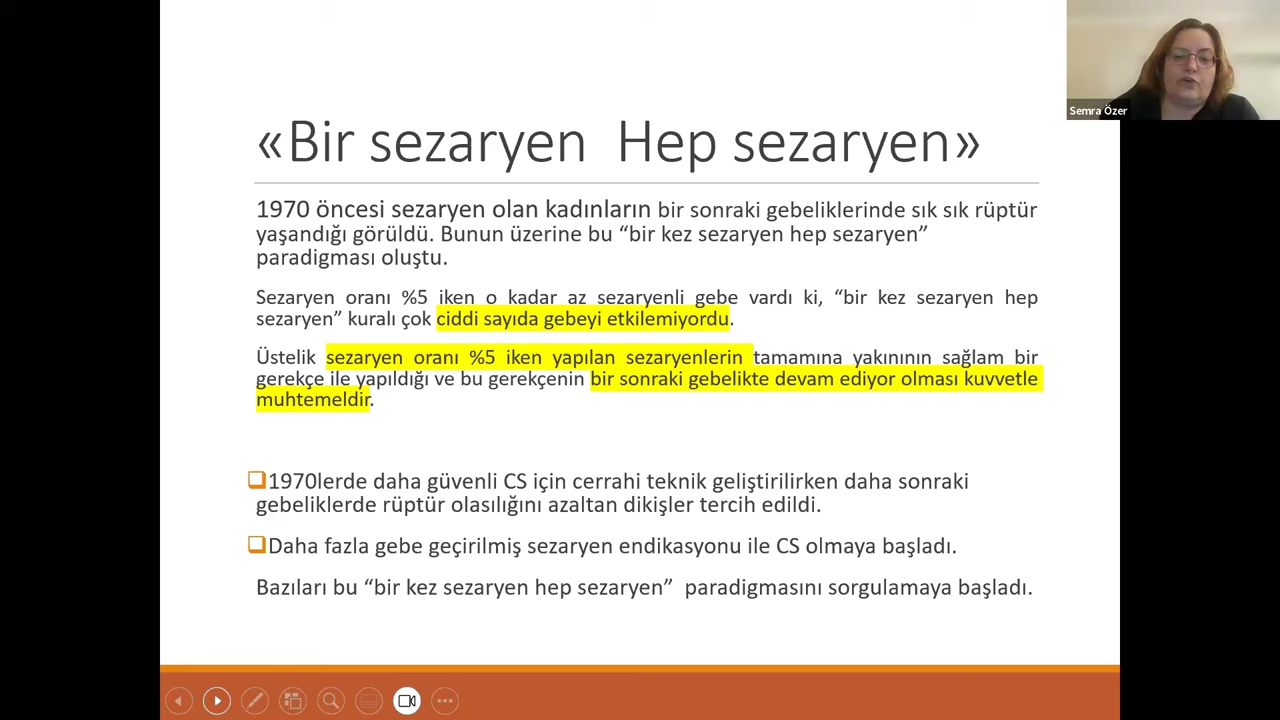 «Bir sezaryen  Hep sezaryen»
Semra Özer
1970 öncesi sezaryen olan kadınların bir sonraki gebeliklerinde sık sık rüptür
yaşandığı görüldü. Bunun üzerine bu “bir kez sezaryen hep sezaryen”
paradigması oluştu.
Sezaryen oranı %5 iken o kadar az sezaryenli gebe vardı ki, “bir kez sezaryen hep
sezaryen” kuralı çok ciddi sayıda gebeyi etkilemiyordu.
Üstelik sezaryen oranı %5 iken yapılan sezaryenlerin tamamına yakınının sağlam bir
gerekçe ile yapıldığı ve bu gerekçenin bir sonraki gebelikte devam ediyor olması kuvvetle
muhtemeldir.
1970lerde daha güvenli CS için cerrahi teknik geliştirilirken daha sonraki
gebeliklerde rüptür olasılığını azaltan dikişler tercih edildi.
Daha fazla gebe geçirilmiş sezaryen endikasyonu ile CS olmaya başladı.
Bazıları bu “bir kez sezaryen hep sezaryen”  paradigmasını sorgulamaya başladı.